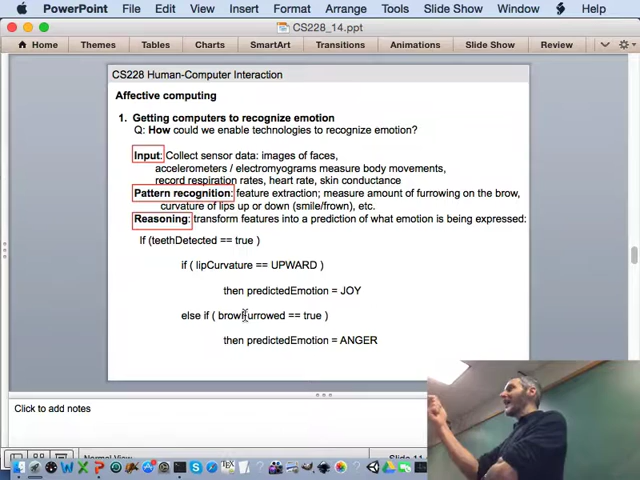 PowerPoint File Edit View Insert Format Arrange Tools Slide Show Window Help
CS228_14.ppt
Home Themes Tables Charts SmartArt Transitions Animations Slide Show Review
CS228 Human-Computer Interaction
Affective computing
1. Getting computers to recognize emotion
Q: How could we enable technologies to recognize emotion?
Input: Collect sensor data: images of faces,
accelerometers / electromyograms measure body movements,
record respiration rates, heart rate, skin conductance
Pattern recognition: feature extraction; measure amount of furrowing on the brow,
curvature of lips up or down (smile/frown), etc.
Reasoning: transform features into a prediction of what emotion is being expressed:
If (teethDetected == true )
if ( lipCurvature == UPWARD )
then predictedEmotion = JOY
else if ( browFurrowed == true )
then predictedEmotion = ANGER
Click to add notes
Normal View